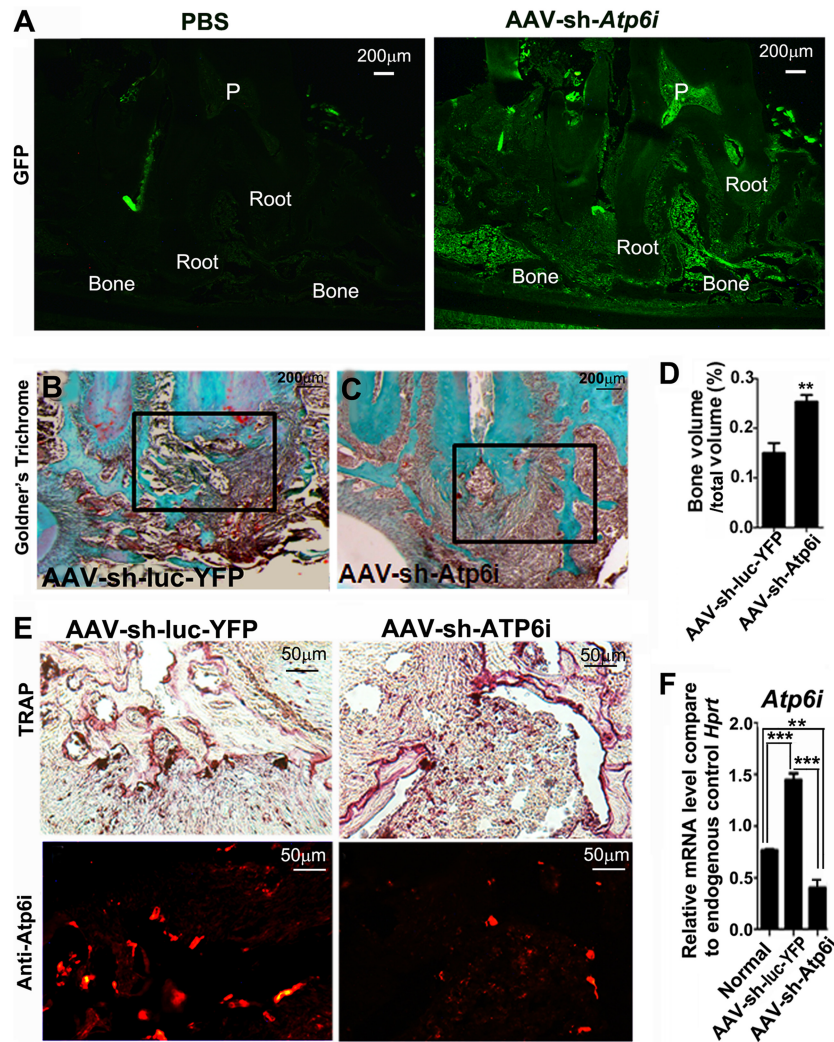 A
PBS
AAV-sh-Atp6i
GFP
200μm
P
Root
Root
Bone
Bone
200μm
P
Root
Root
Bone
Bone
Goldner's Trichrome
B
200μm
AAV-sh-luc-YFP
C
200μm
AAV-sh-Atp6i
D
Bone volume
/total volume (%)
0.3
0.2
0.1
0.0
**
AAV-sh-luc-YFP
AAV-sh-Atp6i
E
AAV-sh-luc-YFP
AAV-sh-ATP6i
TRAP
50μm
50μm
Anti-Atp6i
50μm
50μm
F
Atp6i
Relative mRNA level compare
to endogenous control Hprt
2.0
1.5
1.0
0.5
0.0
**
***
***
Normal
AAV-sh-luc-YFP
AAV-sh-Atp6i